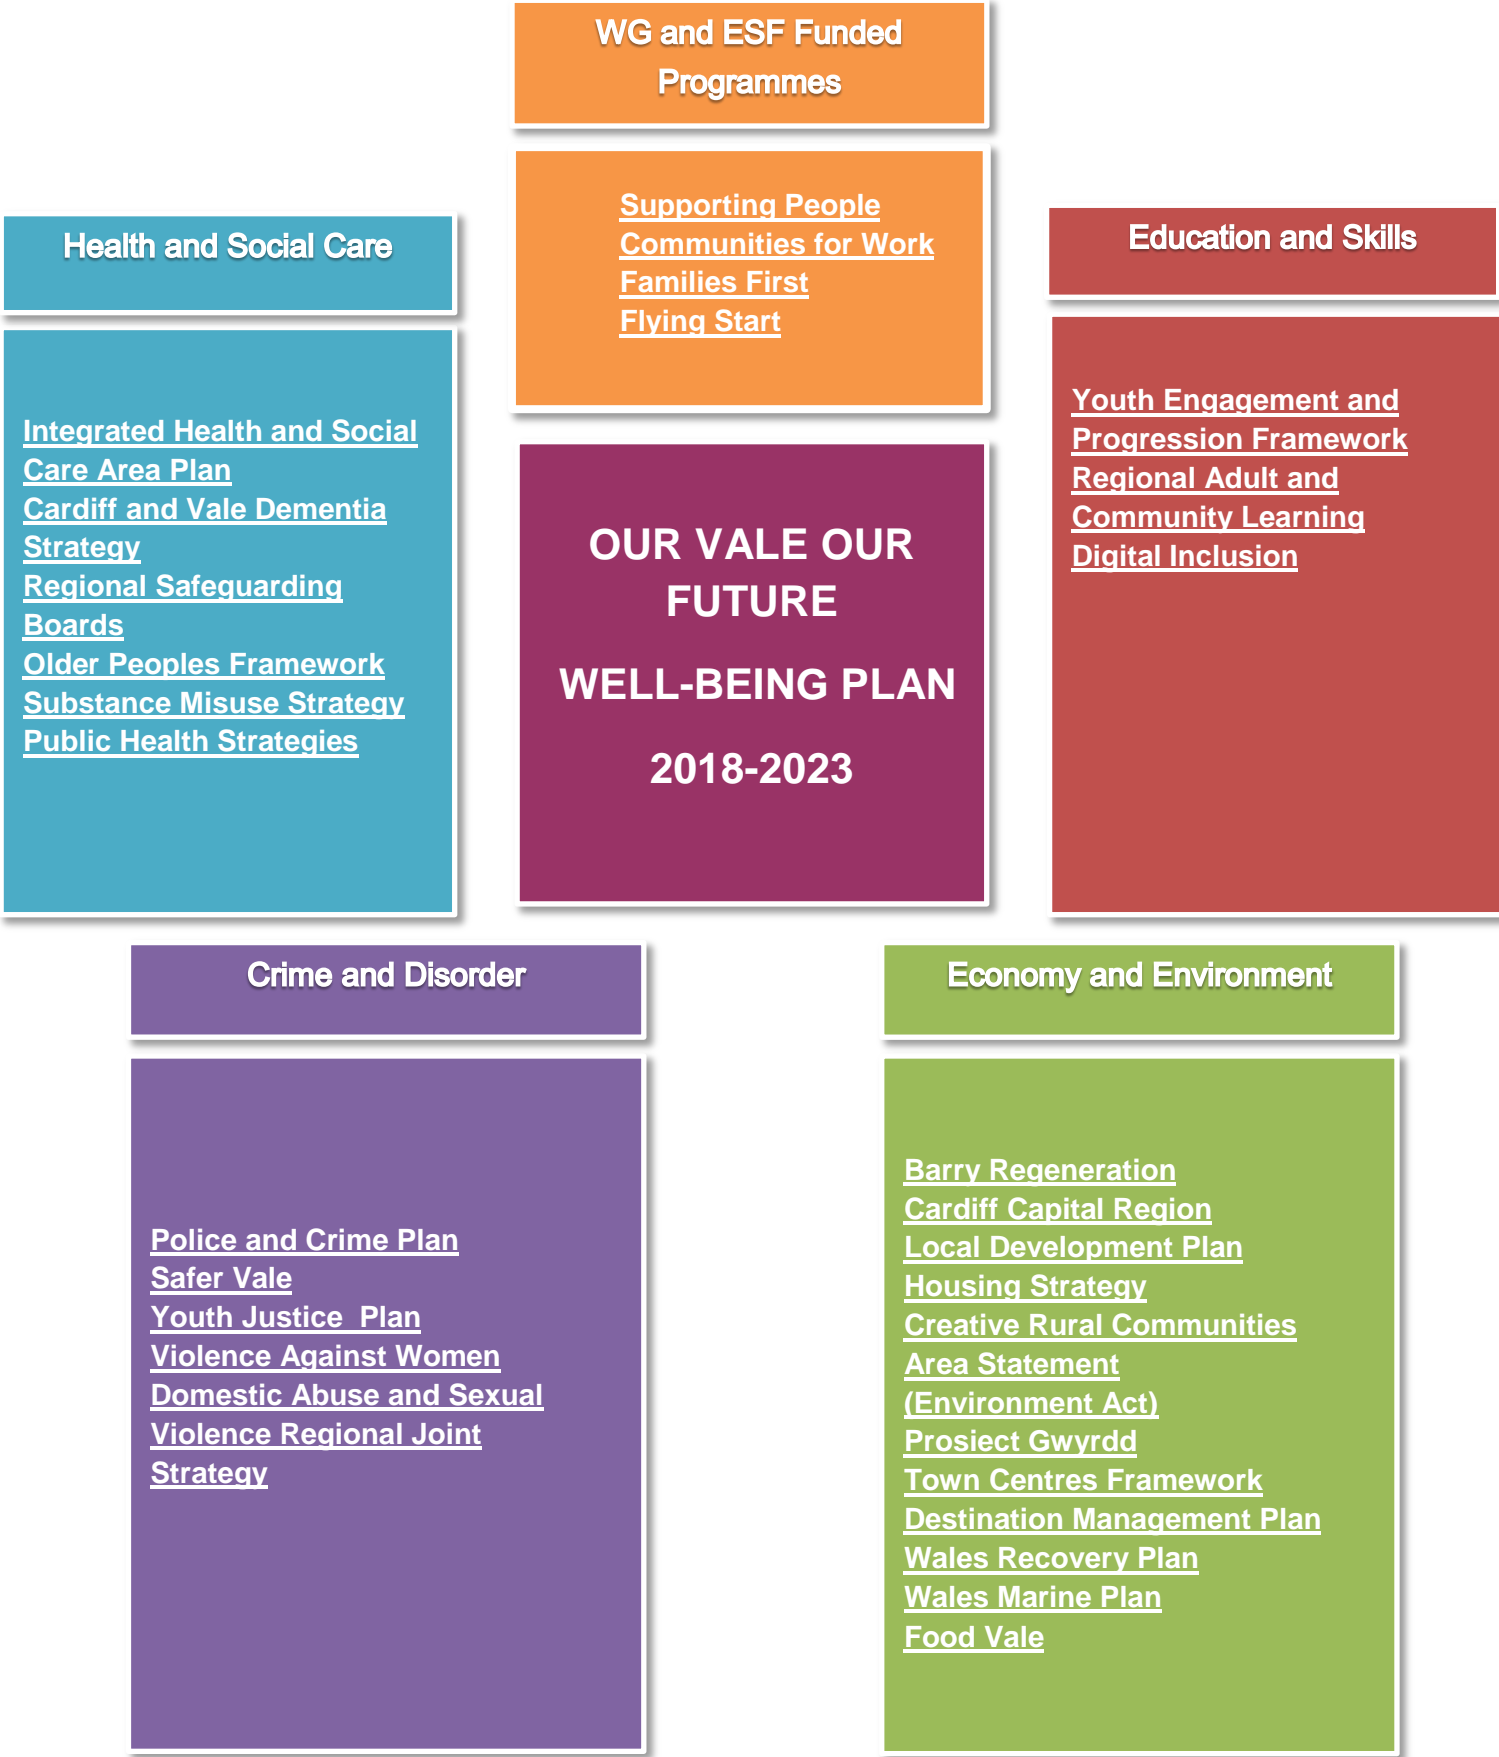 WG and ESF Funded
Programmes
Supporting People
Communities for Work
Families First
Flying Start
Health and Social Care
Integrated Health and Social
Care Area Plan
Cardiff and Vale Dementia
Strategy
Regional Safeguarding
Boards
Older Peoples Framework
Substance Misuse Strategy
Public Health Strategies
OUR VALE OUR
FUTURE
WELL-BEING PLAN
2018-2023
Education and Skills
Youth Engagement and
Progression Framework
Regional Adult and
Community Learning
Digital Inclusion
Crime and Disorder
Police and Crime Plan
Safer Vale
Youth Justice  Plan
Violence Against Women
Domestic Abuse and Sexual
Violence Regional Joint
Strategy
Economy and Environment
Barry Regeneration
Cardiff Capital Region
Local Development Plan
Housing Strategy
Creative Rural Communities
Area Statement
(Environment Act)
Prosiect Gwyrdd
Town Centres Framework
Destination Management Plan
Wales Recovery Plan
Wales Marine Plan
Food Vale